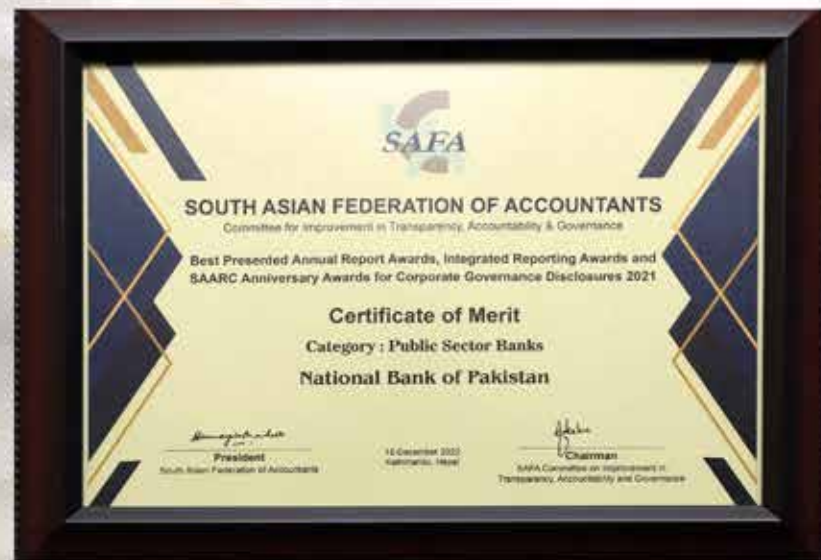 SAFA
SOUTH ASIAN FEDERATION OF ACCOUNTANTS
Committee for Improvement in Transparency, Accountability & Governance
Best Presented Annual Report Awards, Integrated Reporting Awards and
SAARC Anniversary Awards for Corporate Governance Disclosures 2021
Certificate of Merit
Category : Public Sector Banks
National Bank of Pakistan
President
South Asian Federation of Accountants
December 2022
Kathmandu, Nepal
Chairman
SAFA Committee on Improvement in
Transparency, Accountability and Governance